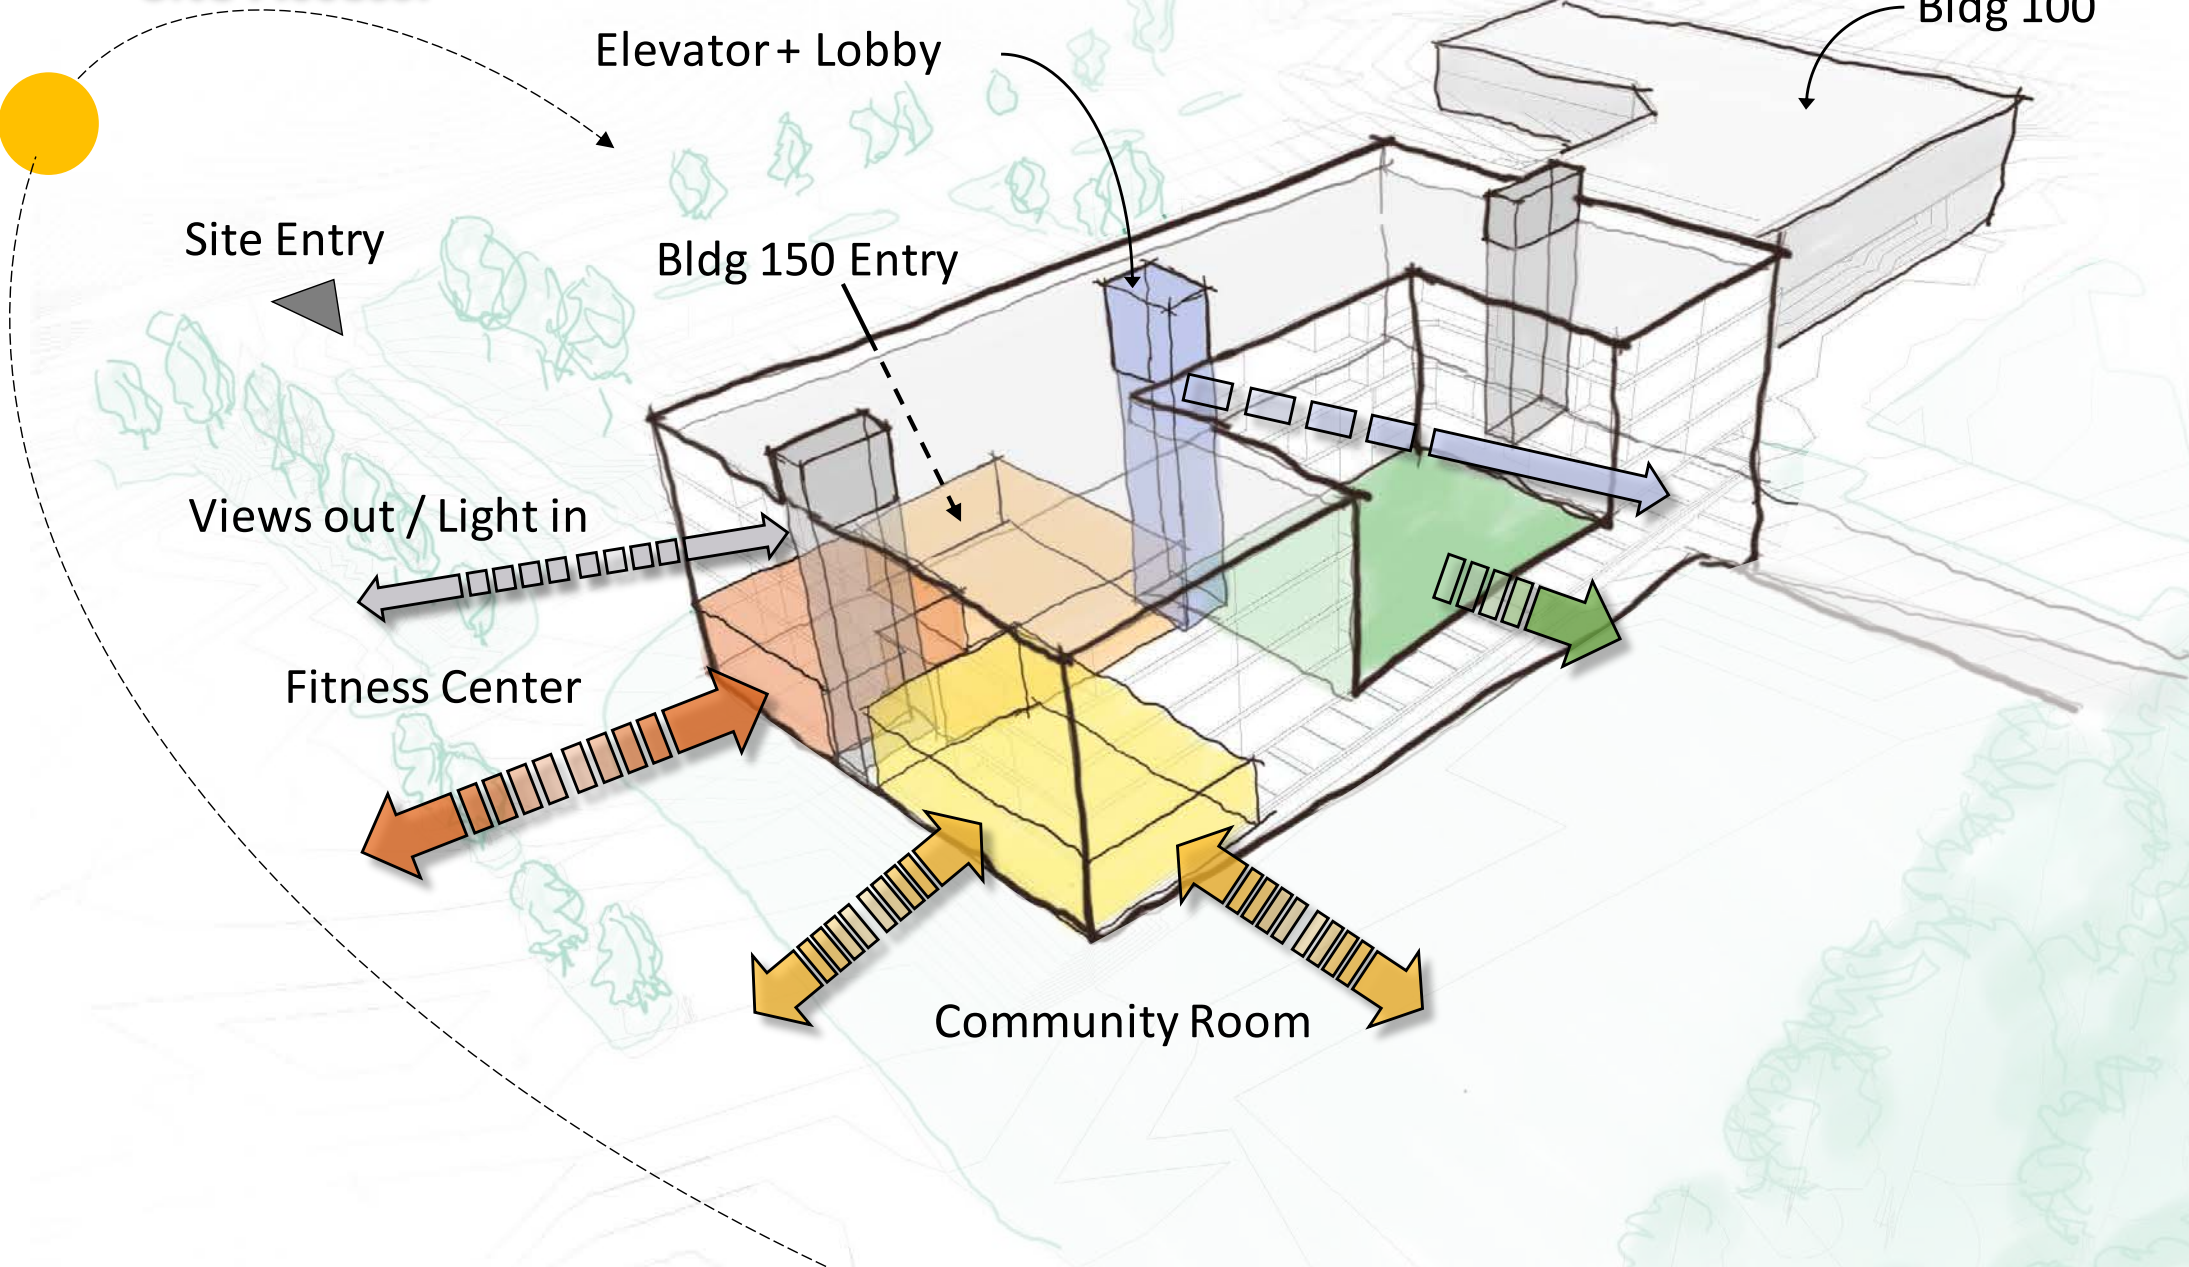 Elevator + Lobby
Bldg 100
Site Entry
Bldg 150 Entry
Views out / Light in
Fitness Center
Community Room